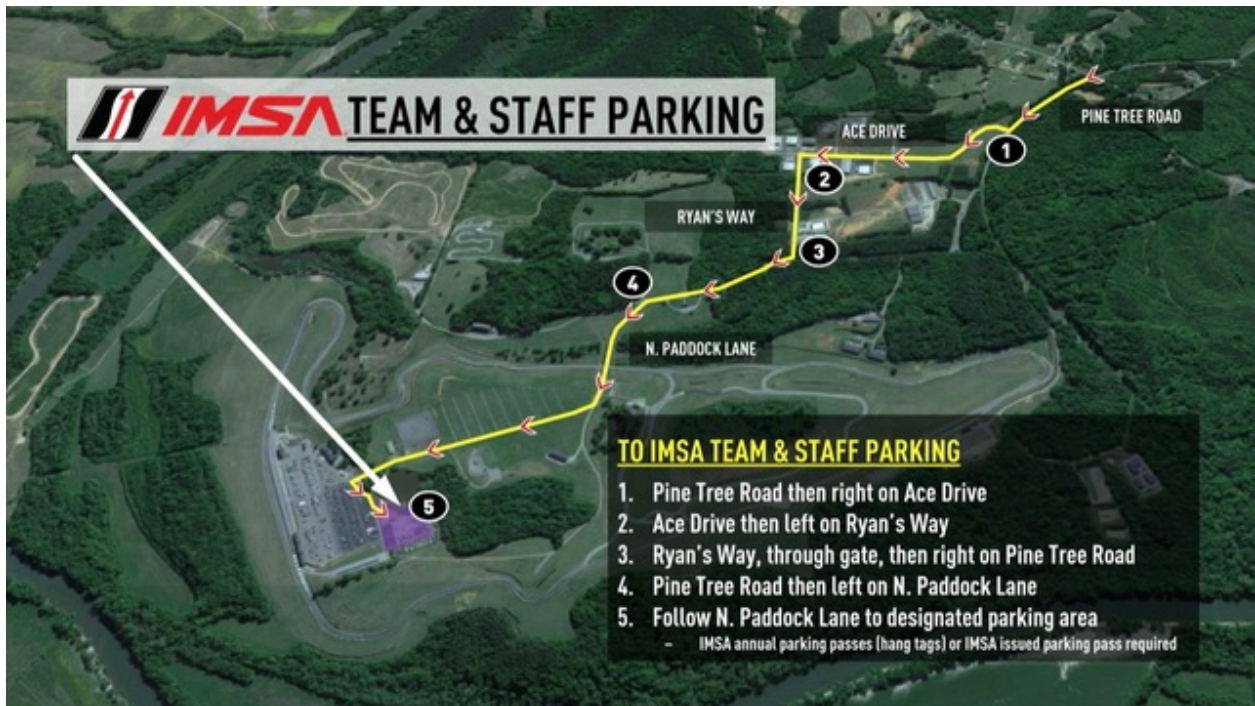 IMSA TEAM & STAFF PARKING
PINE TREE ROAD
ACE DRIVE
1
2
RYAN'S WAY
3
4
N. PADDOCK LANE
5
TO IMSA TEAM & STAFF PARKING
1. Pine Tree Road then right on Ace Drive
2. Ace Drive then left on Ryan's Way
3. Ryan's Way, through gate, then right on Pine Tree Road
4. Pine Tree Road then left on N. Paddock Lane
5. Follow N. Paddock Lane to designated parking area
– IMSA annual parking passes (hang tags) or IMSA issued parking pass required